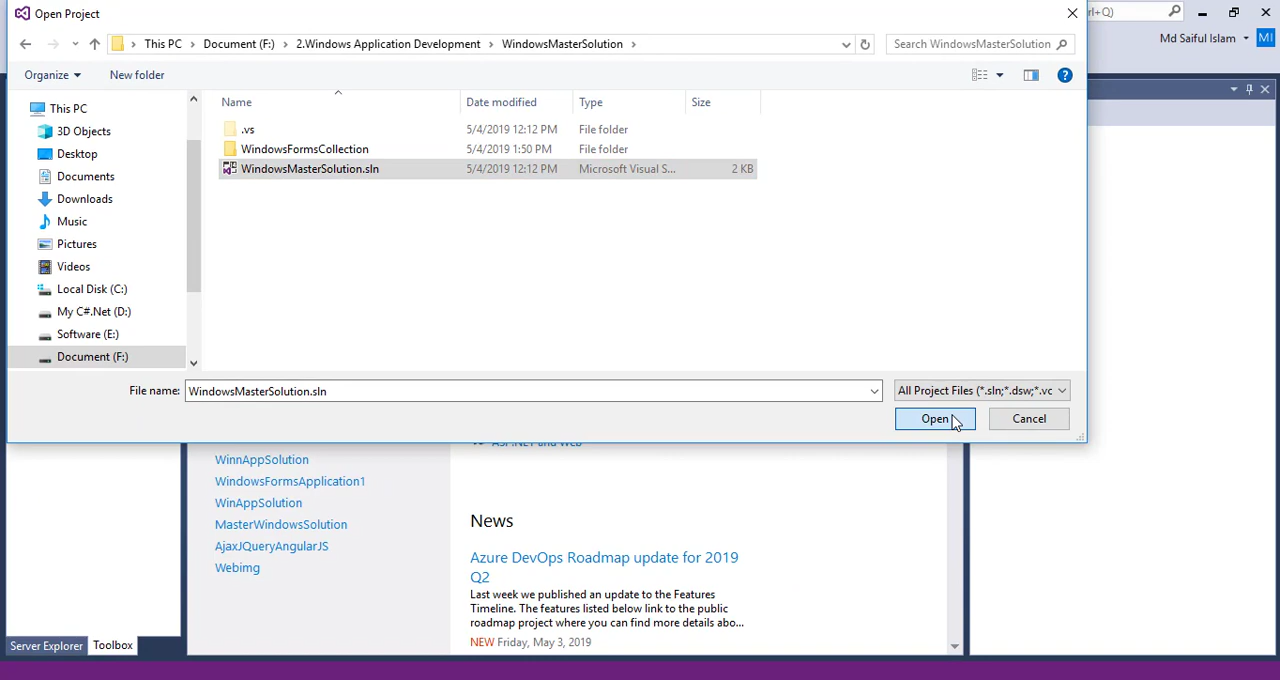 Open Project
rl+Q)
This PC > Document (F:) > 2.Windows Application Development > WindowsMasterSolution >
Search WindowsMasterSolution
Md Saiful Islam MI
Organize New folder
Name Date modified Type Size
This PC
3D Objects
Desktop
Documents
Downloads
Music
Pictures
Videos
Local Disk (C:)
My C#.Net (D:)
Software (E:)
Document (F:)
.vs 5/4/2019 12:12 PM File folder
WindowsFormsCollection 5/4/2019 1:50 PM File folder
WindowsMasterSolution.sln 5/4/2019 12:12 PM Microsoft Visual S... 2 KB
File name: WindowsMasterSolution.sln All Project Files (*.sln;*.dsw;*.vc
Open Cancel
ASP.NET and Web
WinnAppSolution
WindowsFormsApplication1
WinAppSolution
MasterWindowsSolution
AjaxJQueryAngularJS
Webimg
News
Azure DevOps Roadmap update for 2019
Q2
Last week we published an update to the Features
Timeline. The features listed below link to the public
roadmap project where you can find more details abo...
NEW Friday, May 3, 2019
Server Explorer Toolbox